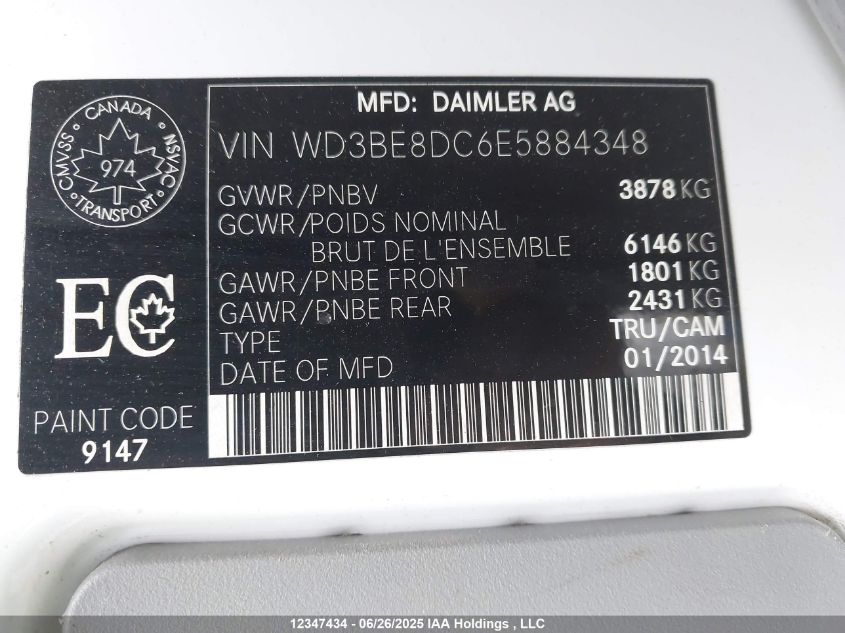 MFD: DAIMLER AG
VIN WD3BE8DC6E5884348
GVWR/PNBV 3878 KG
GCWR/POIDS NOMINAL
BRUT DE L'ENSEMBLE 6146 KG
GAWR/PNBE FRONT 1801 KG
GAWR/PNBE REAR 2431 KG
TYPE TRU/CAM
DATE OF MFD 01/2014
CANADA
CMVSS
NSVAC
974
TRANSPORT
EC
PAINT CODE
9147
12347434 - 06/26/2025 IAA Holdings , LLC